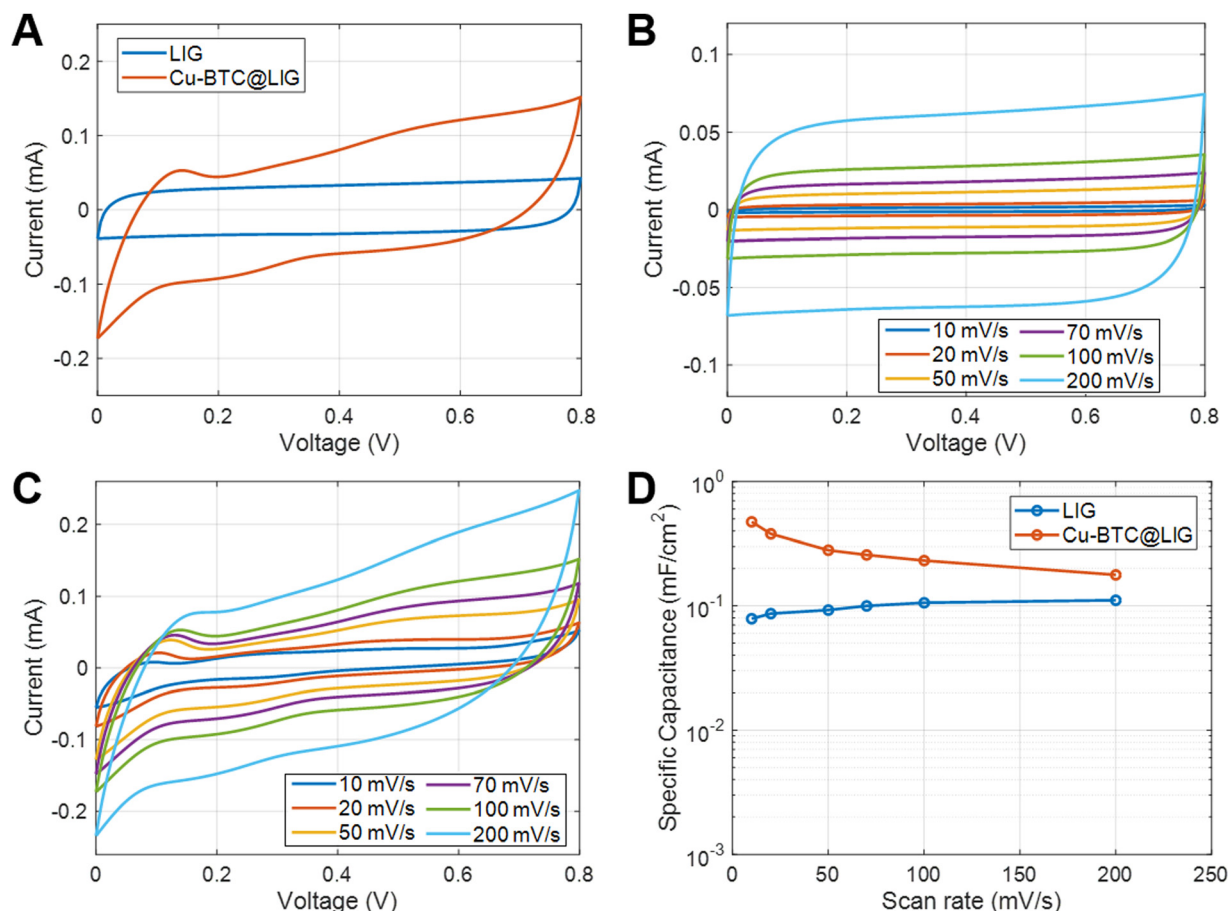 A
LIG
Cu-BTC@LIG
0.2
0.1
0
-0.1
-0.2
Current (mA)
0
0.2
0.4
0.6
0.8
Voltage (V)
B
0.1
0.05
0
-0.05
-0.1
Current (mA)
10 mV/s
20 mV/s
50 mV/s
70 mV/s
100 mV/s
200 mV/s
0
0.2
0.4
0.6
0.8
Voltage (V)
C
0.2
0.1
0
-0.1
-0.2
Current (mA)
10 mV/s
20 mV/s
50 mV/s
70 mV/s
100 mV/s
200 mV/s
0
0.2
0.4
0.6
0.8
Voltage (V)
D
10⁰
10⁻¹
10⁻²
10⁻³
Specific Capacitance (mF/cm²)
LIG
Cu-BTC@LIG
0
50
100
150
200
250
Scan rate (mV/s)